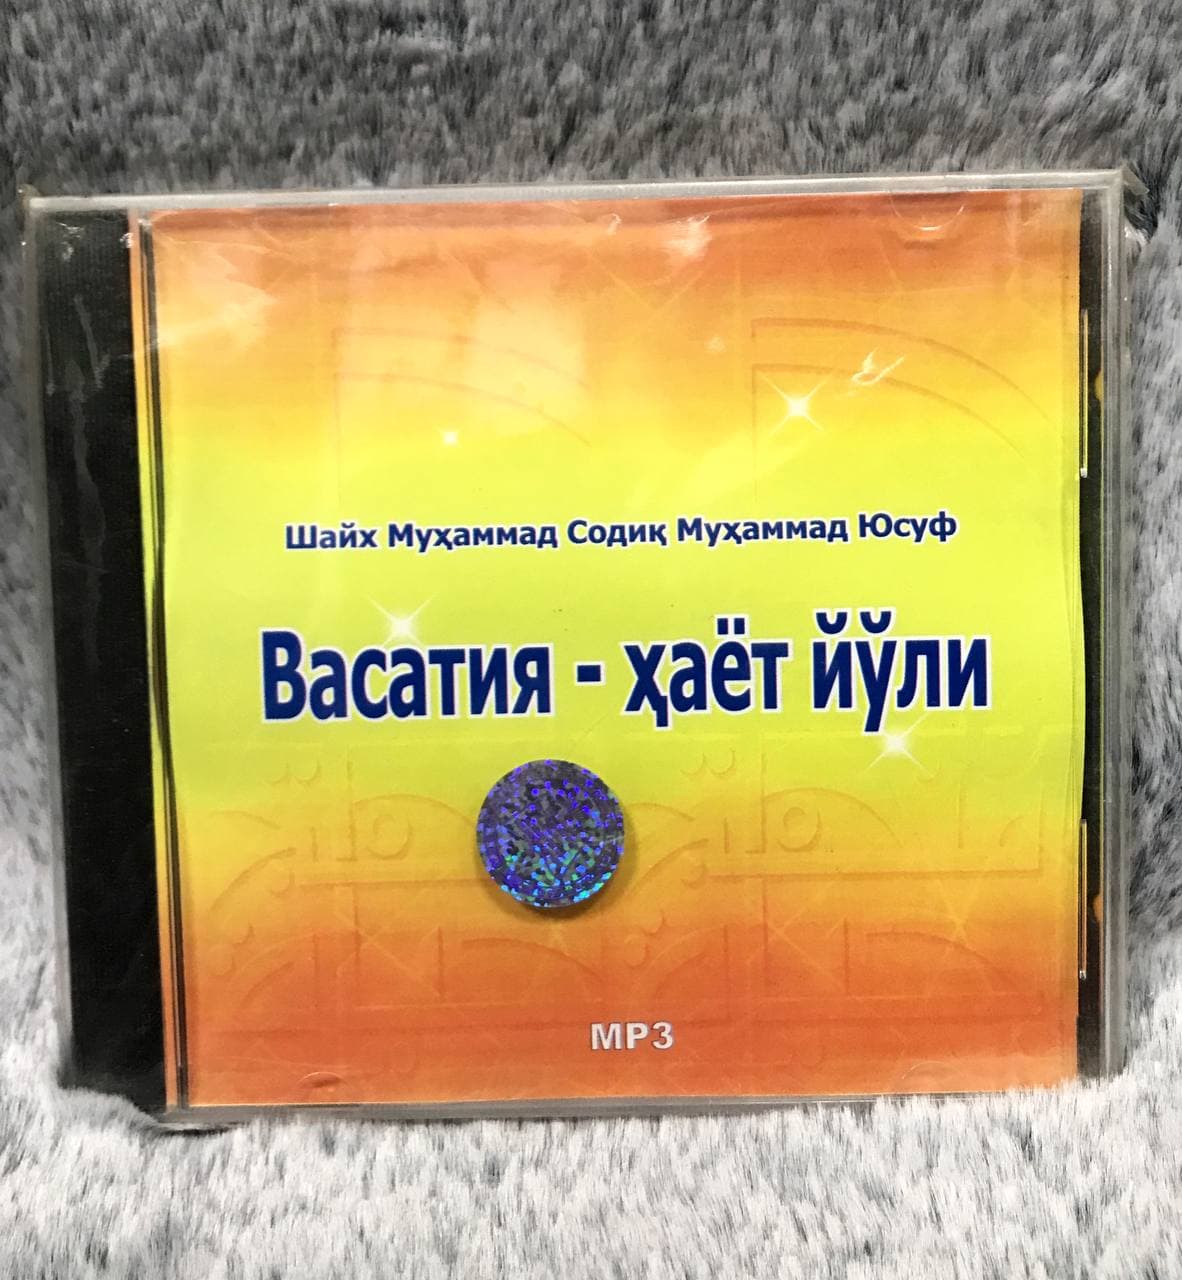 Шайх Муҳаммад Содиқ Муҳаммад Юсуф
Васатия - ҳаёт йўли
MP3